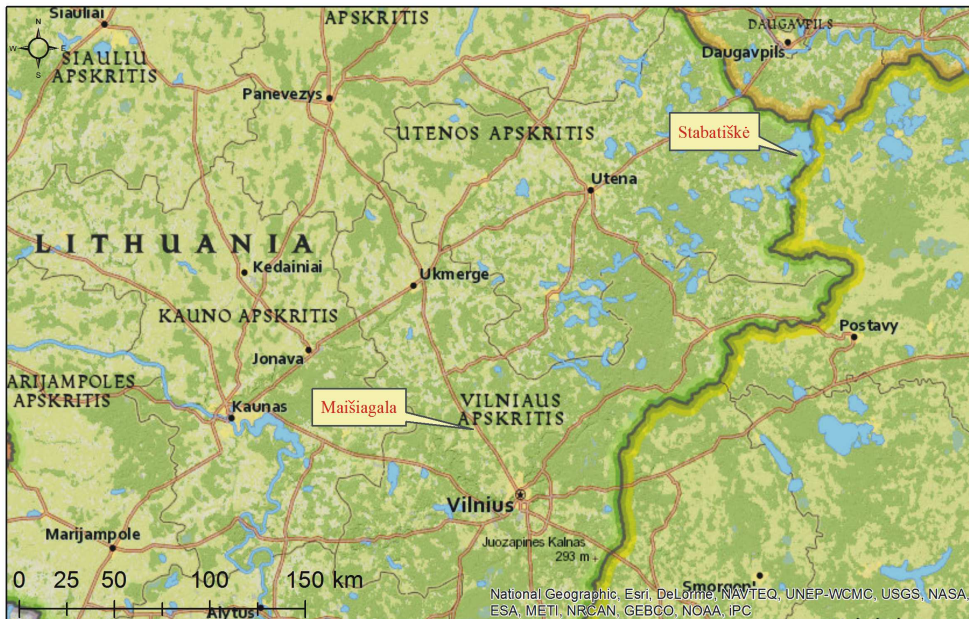 Siauliai
N
W E
S
SIAULIU
APSKRITIS
APSKRITIS
DAUGAVPILS
Daugavpils
Panevezys
UTENOS APSKRITIS
Stabatiškė
Utena
LITHUANIA
Kedainiai
Ukmerge
KAUNO APSKRITIS
Jonava
Postavy
ARIJAMPOLES
APSKRITIS
Kaunas
Maišiagala
VILNIAUS
APSKRITIS
Vilnius
Marijampole
Juozapines Kalnas
293 m
0 25 50 100 150 km
Alytus
National Geographic, Esri, DeLorme, NAVTEQ, UNEP-WCMC, USGS, NASA,
ESA, METI, NRCAN, GEBCO, NOAA, iPC